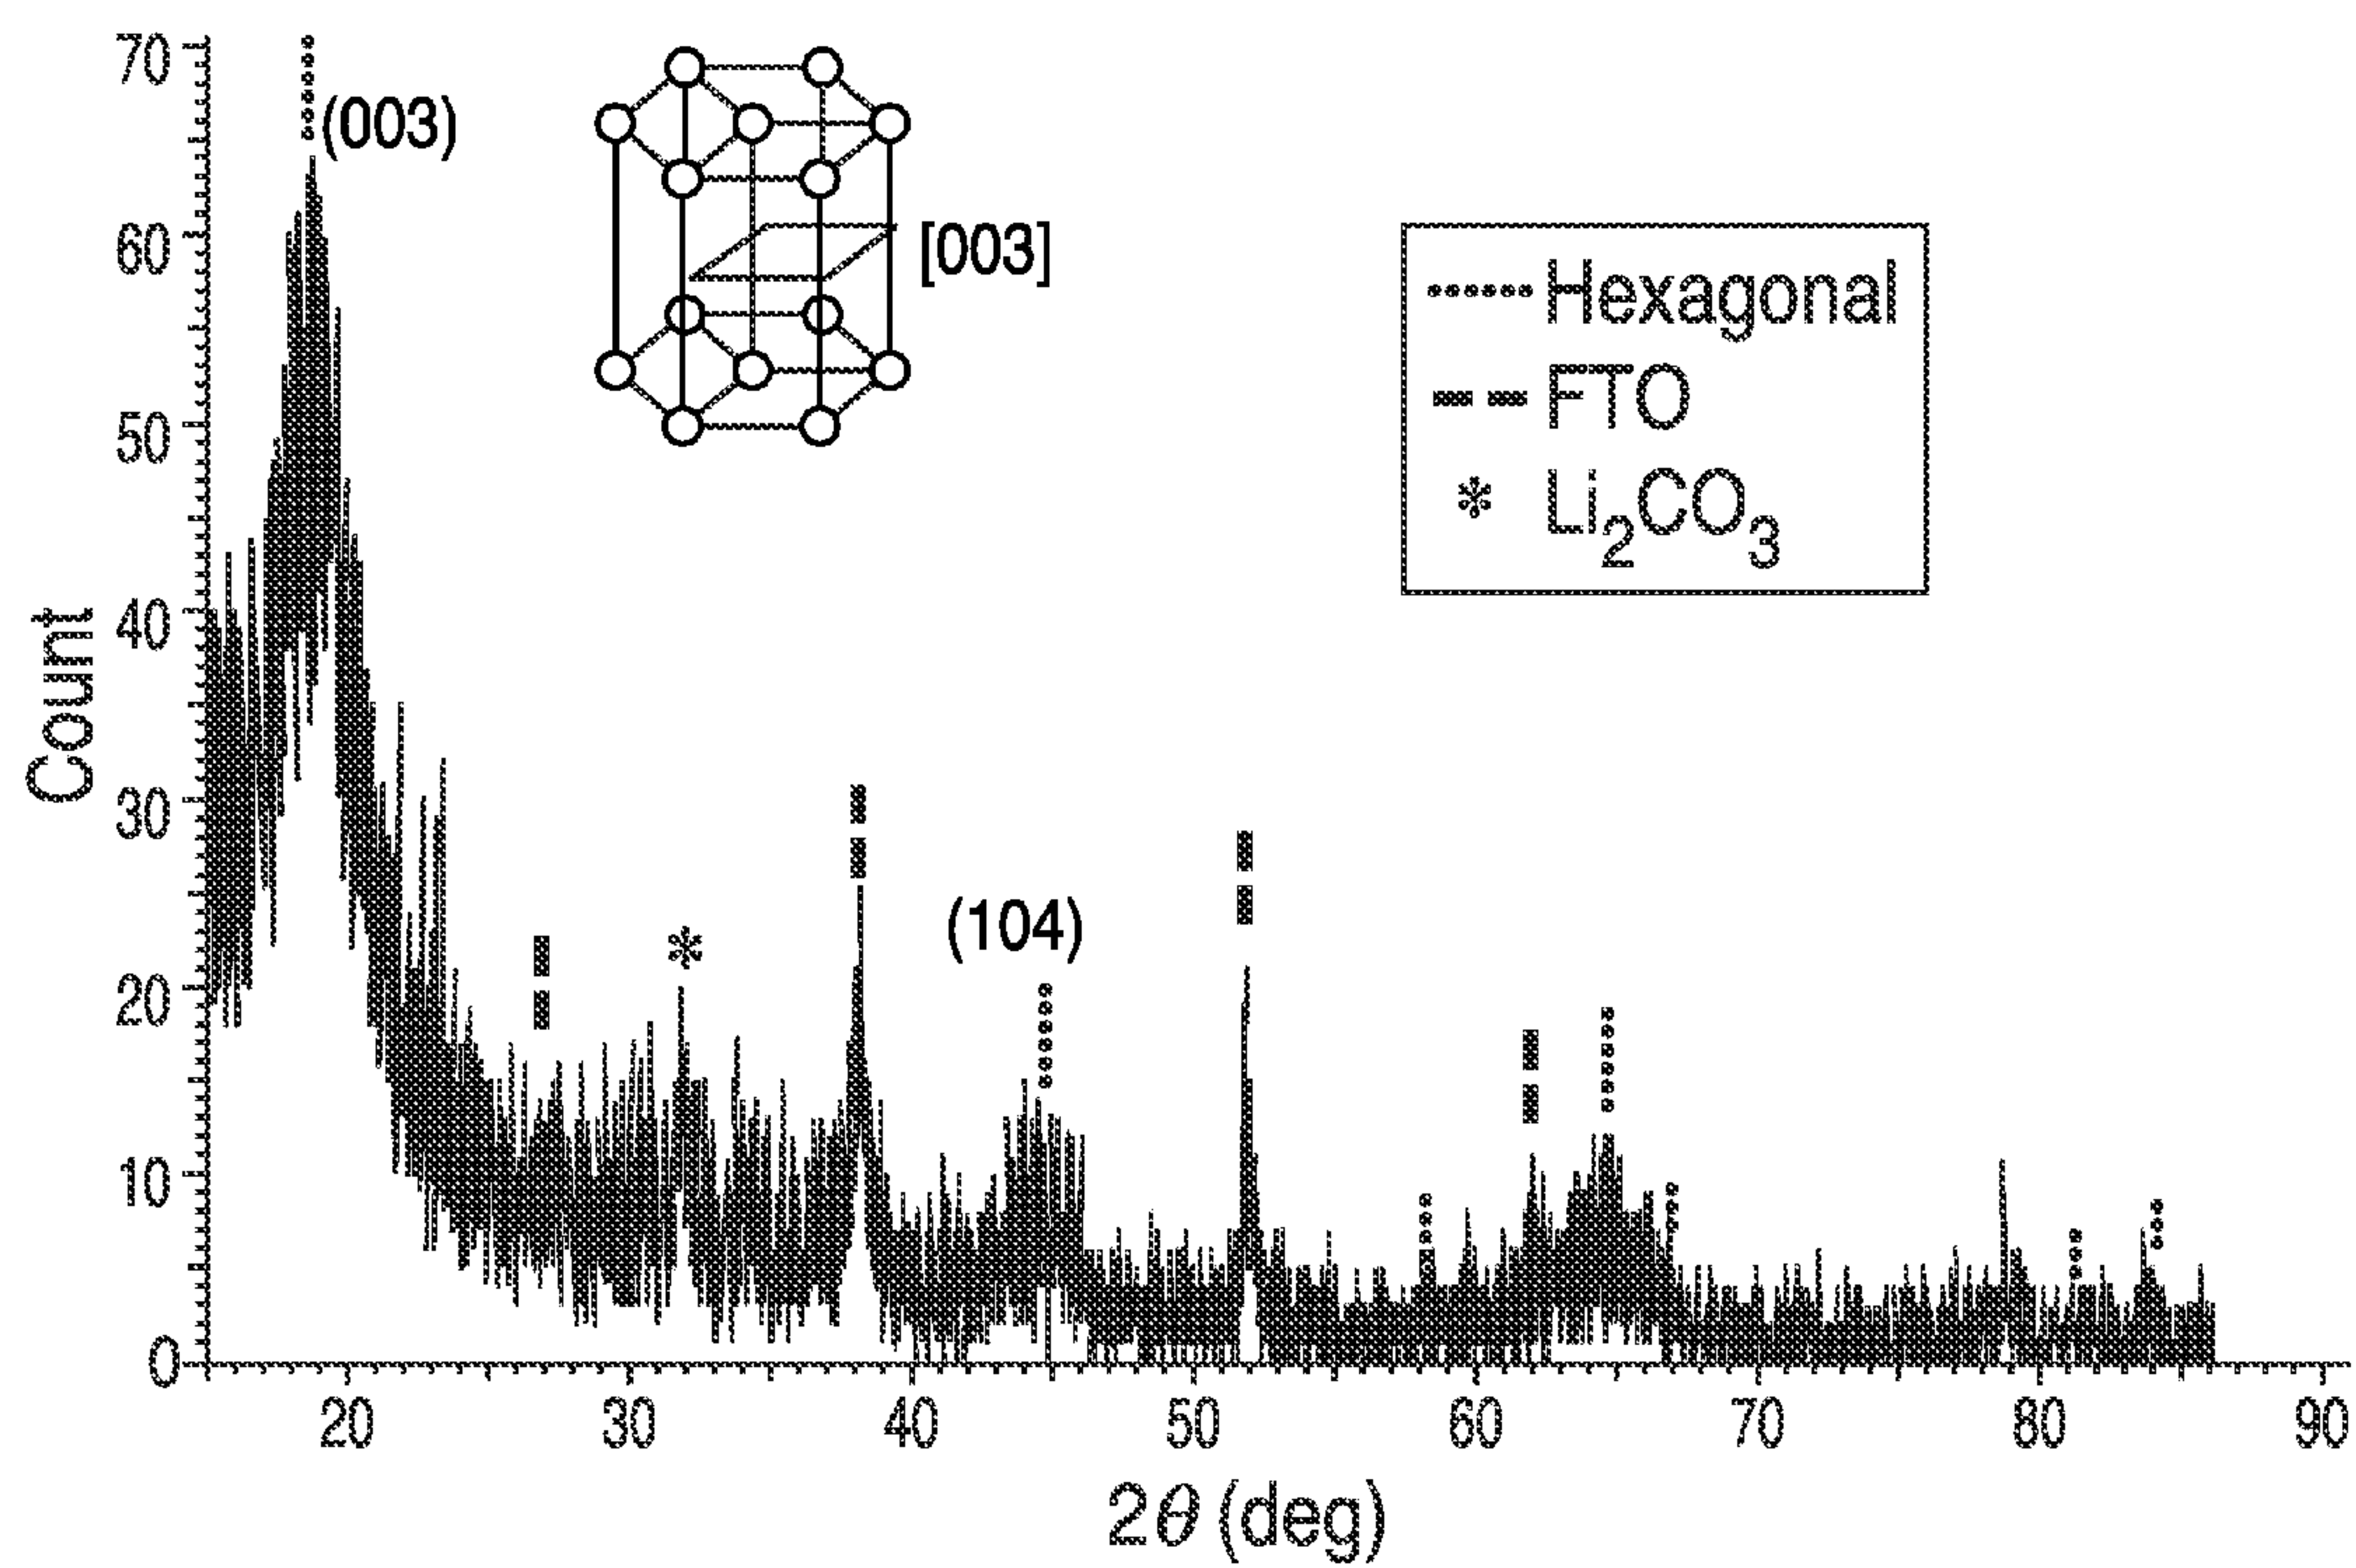 70
60
50
40
30
20
10
0
Count
(003)
[003]
Hexagonal
FTO
* Li₂CO₃
*
(104)
20 30 40 50 60 70 80 90
2θ (deg)